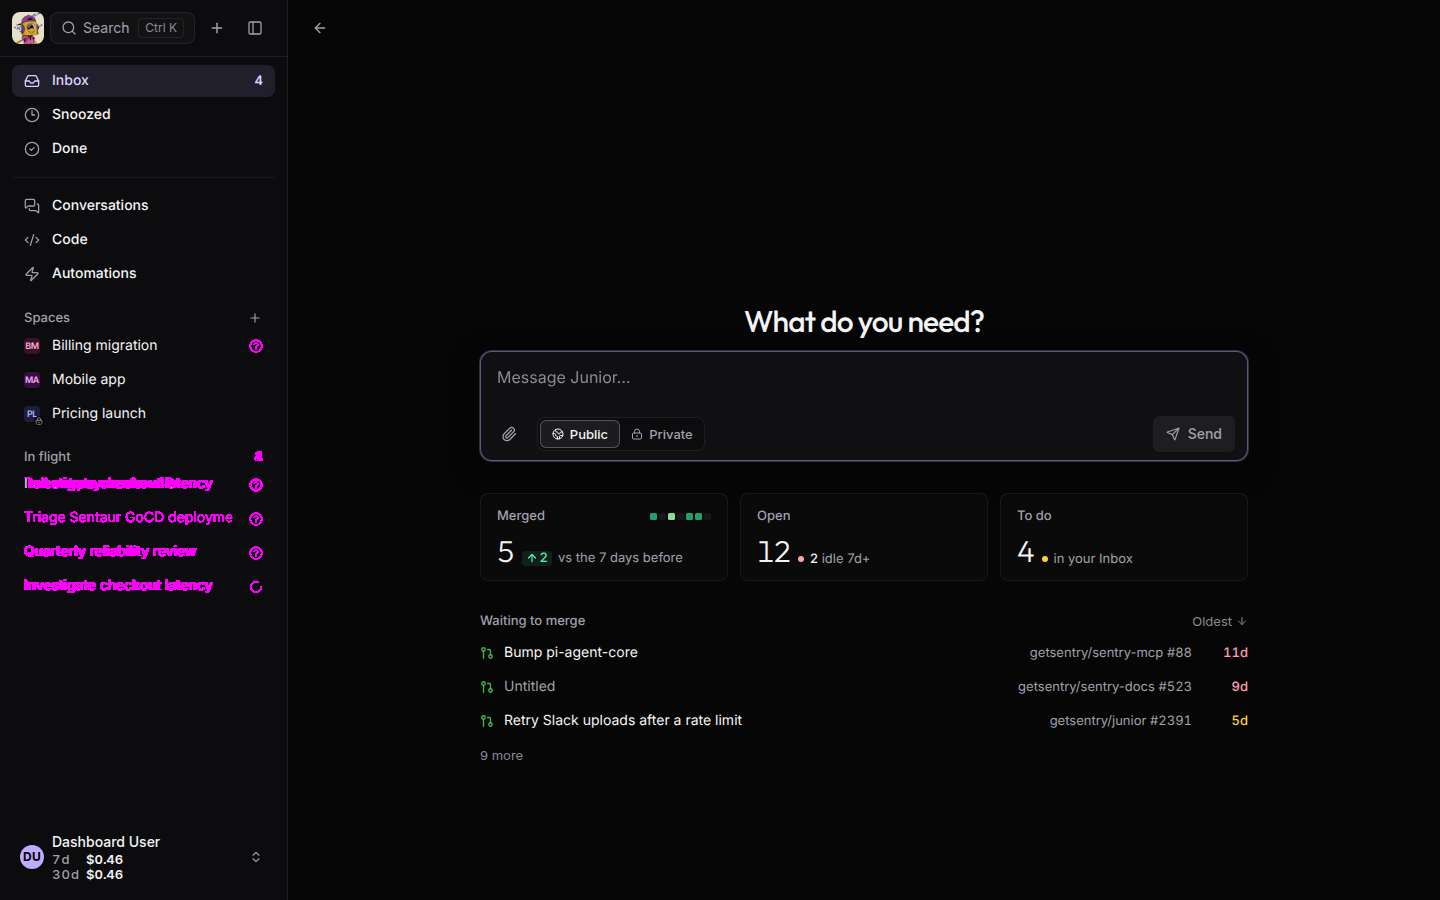 Search Ctrl K
Inbox 4
Snoozed
Done
Conversations
Code
Automations
Spaces
BM Billing migration
MA Mobile app
PL Pricing launch
In flight
latency
Triage Sentaur GoCD deployme
Quarterly reliability review
Investigate checkout latency
DU Dashboard User
7d $0.46
30d $0.46
What do you need?
Message Junior...
Public Private Send
Merged
5 2 vs the 7 days before
Open
12 2 idle 7d+
To do
4 in your Inbox
Waiting to merge Oldest
Bump pi-agent-core getsentry/sentry-mcp #88 11d
Untitled getsentry/sentry-docs #523 9d
Retry Slack uploads after a rate limit getsentry/junior #2391 5d
9 more